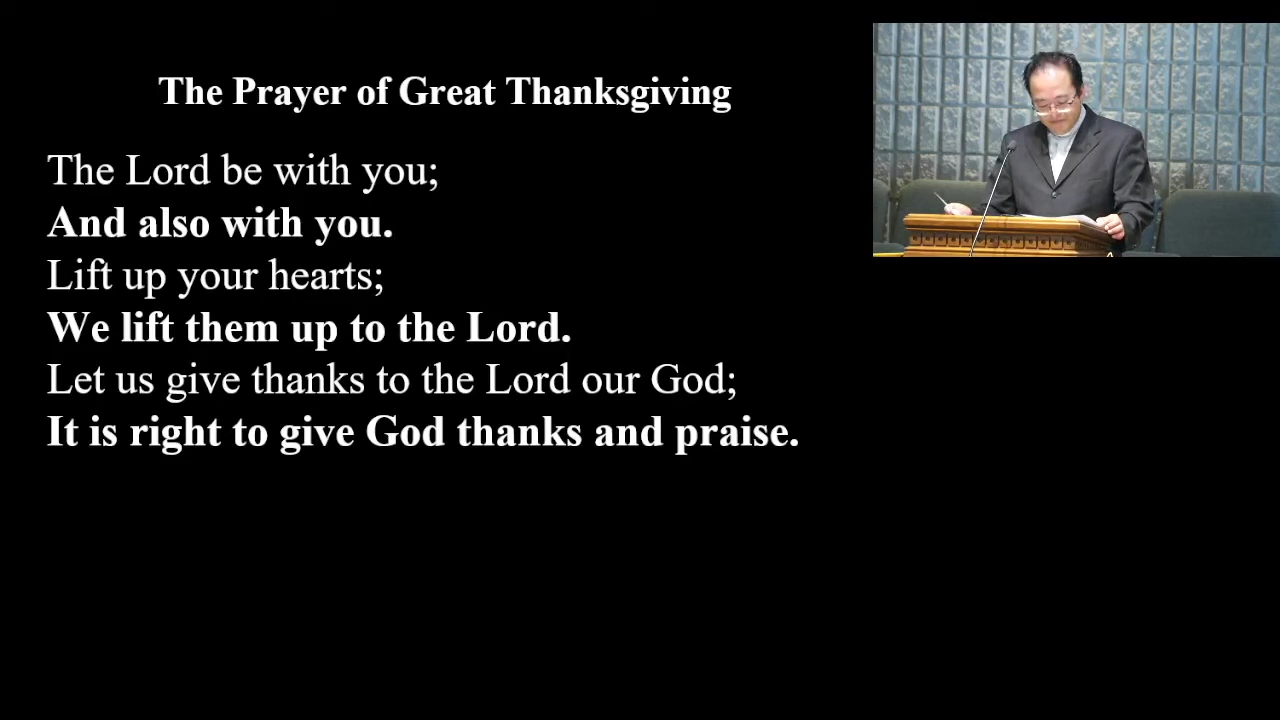 The Prayer of Great Thanksgiving
The Lord be with you;
And also with you.
Lift up your hearts;
We lift them up to the Lord.
Let us give thanks to the Lord our God;
It is right to give God thanks and praise.